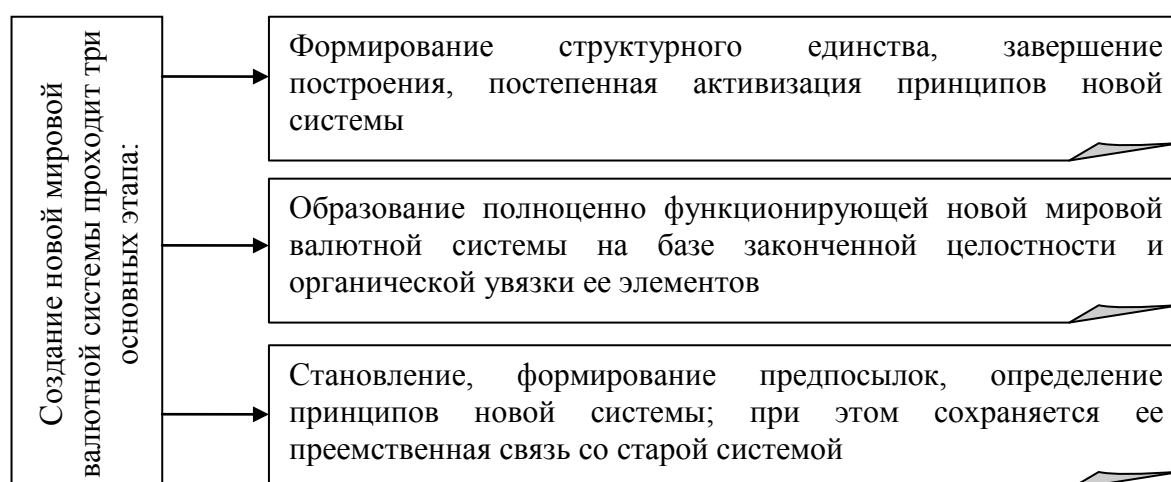 Создание новой мировой
валютной системы проходит три
основных этапа:
Формирование структурного единства, завершение
построения, постепенная активизация принципов новой
системы
Образование полноценно функционирующей новой мировой
валютной системы на базе законченной целостности и
органической увязки ее элементов
Становление, формирование предпосылок, определение
принципов новой системы; при этом сохраняется ее
преемственная связь со старой системой